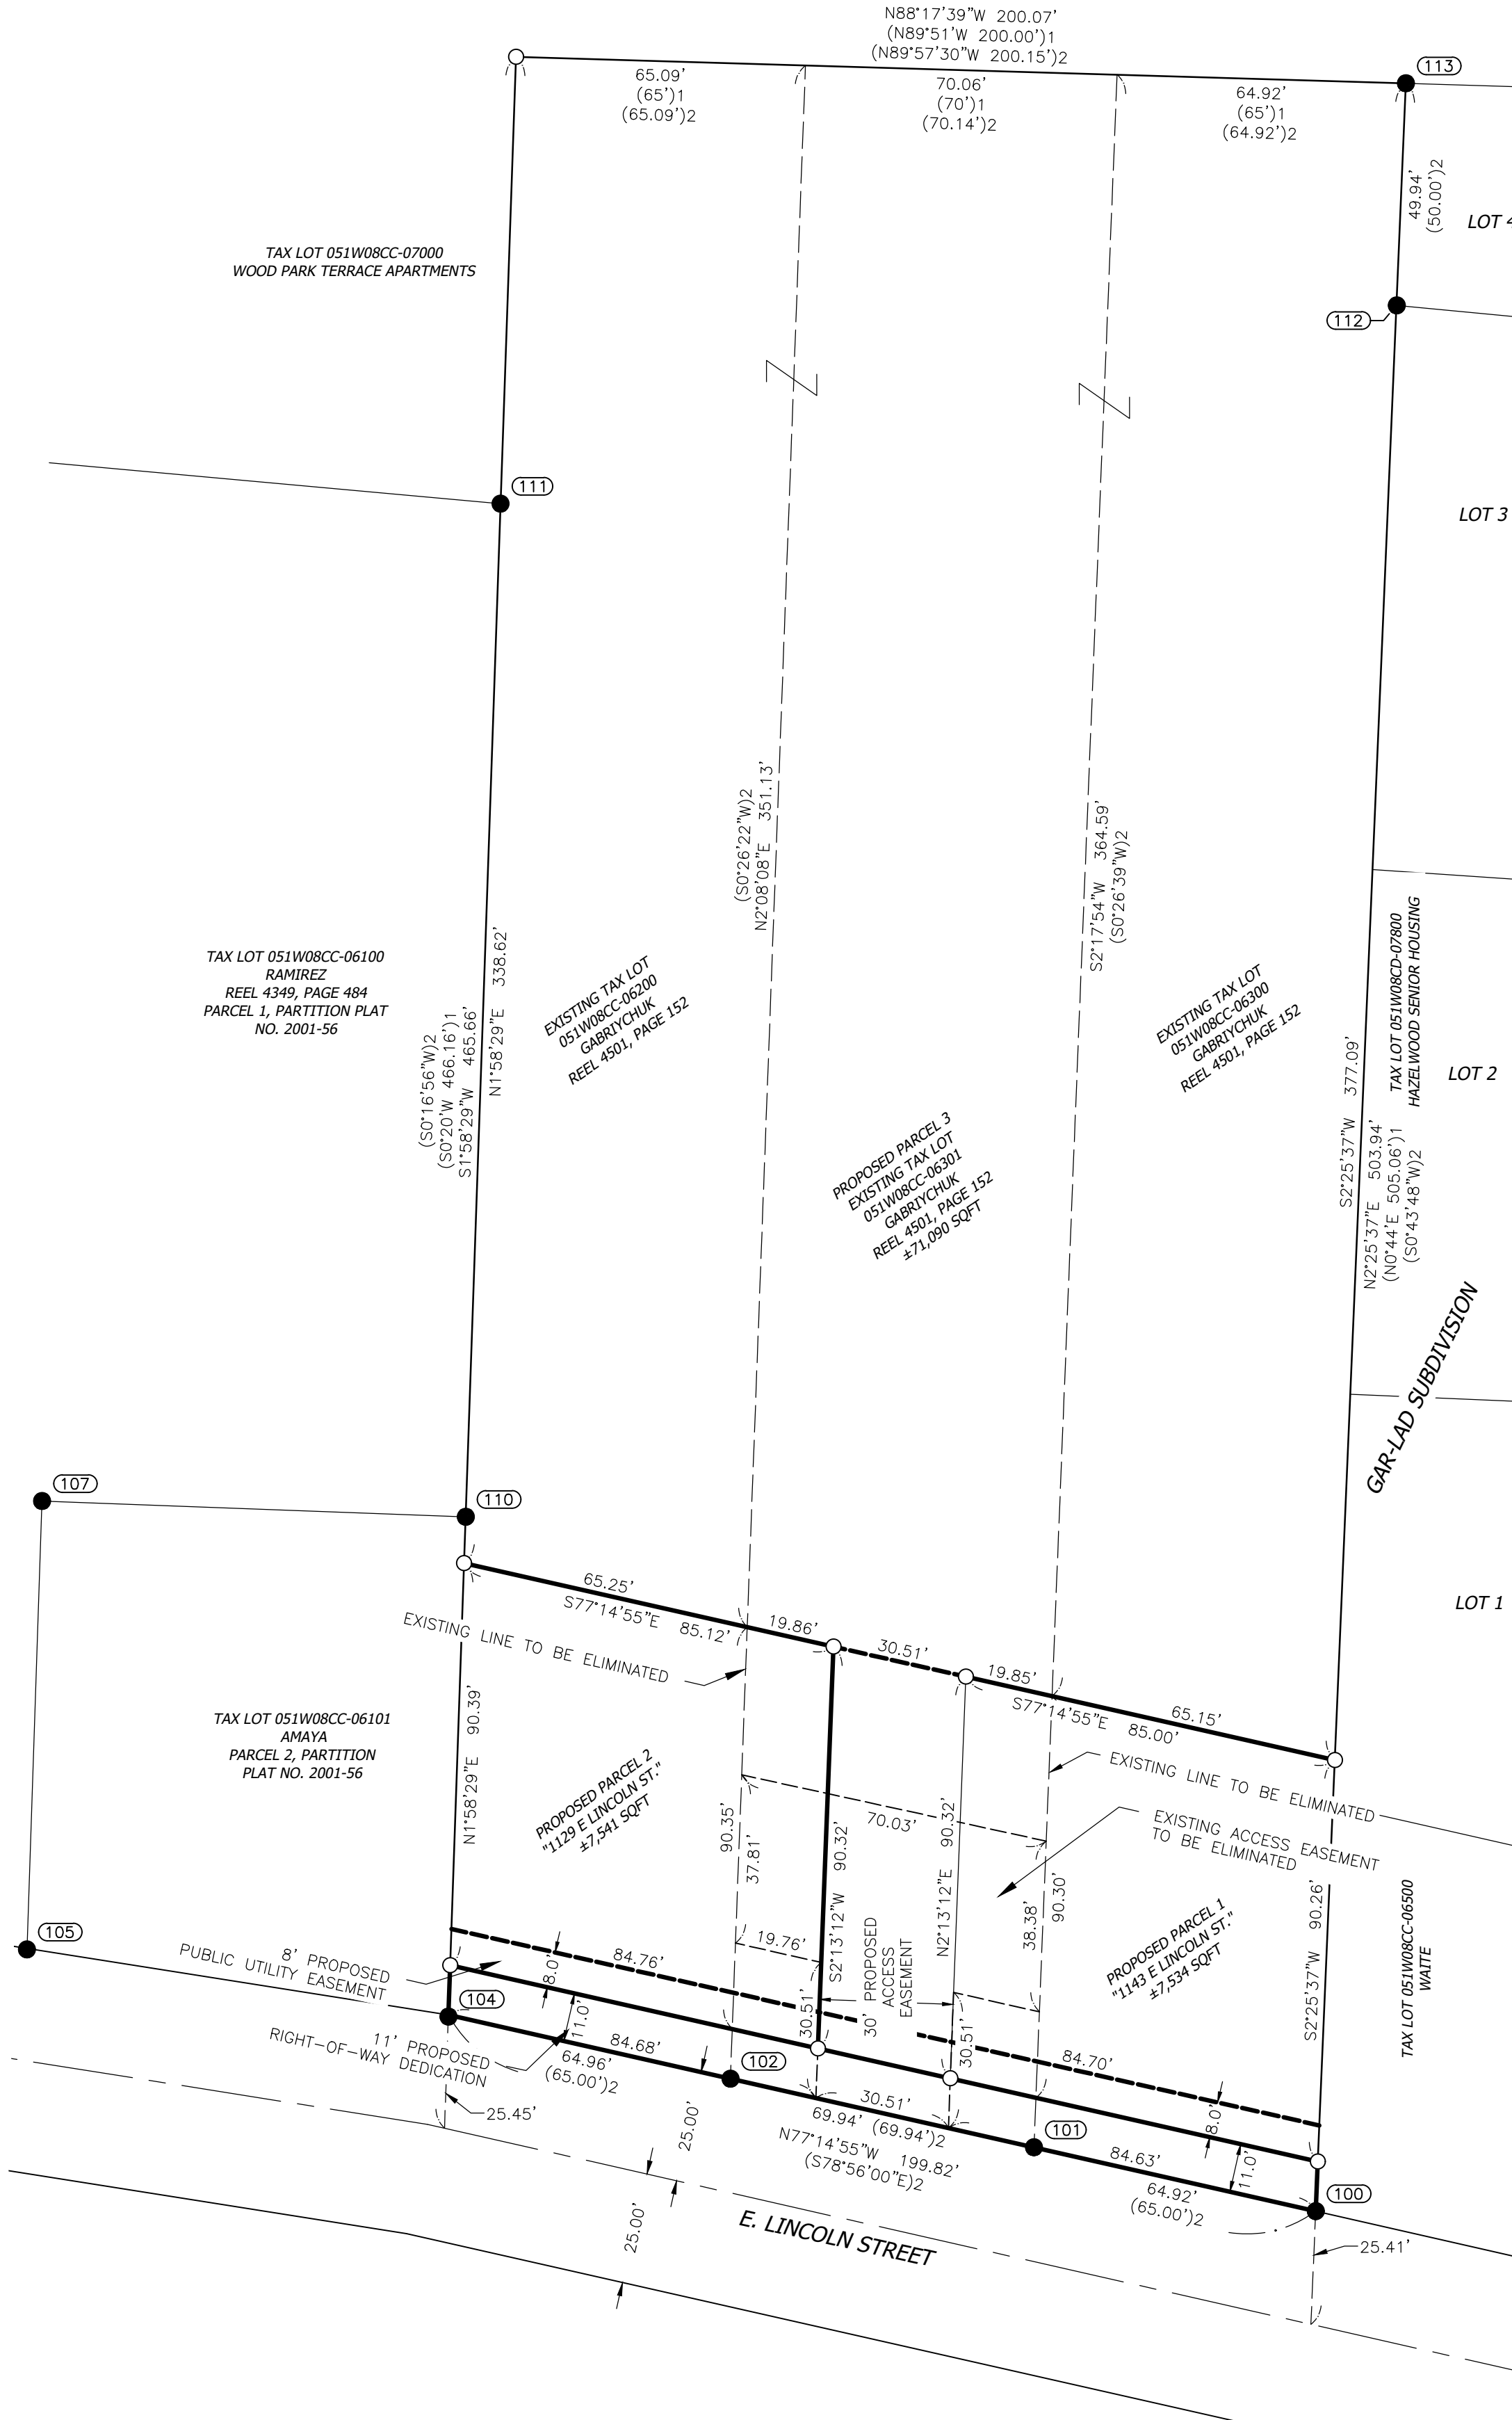 N88°17'39"W 200.07'
(N89°51'W 200.00')1
(N89°57'30"W 200.15')2
113
65.09'
(65')1
(65.09')2
70.06'
(70')1
(70.14')2
64.92'
(65')1
(64.92')2
49.94'
(50.00')2
LOT 4
TAX LOT 051W08CC-07000
WOOD PARK TERRACE APARTMENTS
112
111
LOT 3
(S0°26'22"W)2
N2°08'08"E 351.13'
S2°17'54"W 364.59'
(S0°26'39"W)2
TAX LOT 051W08CC-06100
RAMIREZ
REEL 4349, PAGE 484
PARCEL 1, PARTITION PLAT
NO. 2001-56
(S0°16'56"W)2
(S0°20'W 466.16')1
S1°58'29"W 465.66'
N1°58'29"E 338.62'
EXISTING TAX LOT
051W08CC-06200
GABRIYCHUK
REEL 4501, PAGE 152
PROPOSED PARCEL 3
EXISTING TAX LOT
051W08CC-06301
GABRIYCHUK
REEL 4501, PAGE 152
±71,090 SQFT
EXISTING TAX LOT
051W08CC-06300
GABRIYCHUK
REEL 4501, PAGE 152
S2°25'37"W 377.09'
N2°25'37"E 503.94'
(N0°44'E 505.06')1
(S0°43'48"W)2
TAX LOT 051W08CD-07800
HAZELWOOD SENIOR HOUSING
LOT 2
GAR-LAD SUBDIVISION
107
110
LOT 1
65.25'
S77°14'55"E 85.12'
19.86'
30.51'
19.85'
S77°14'55"E 85.00'
65.15'
EXISTING LINE TO BE ELIMINATED
EXISTING LINE TO BE ELIMINATED
EXISTING ACCESS EASEMENT
TO BE ELIMINATED
TAX LOT 051W08CC-06101
AMAYA
PARCEL 2, PARTITION
PLAT NO. 2001-56
N1°58'29"E 90.39'
PROPOSED PARCEL 2
"1129 E LINCOLN ST."
±7,541 SQFT
90.35'
37.81'
70.03'
S2°13'12"W 90.32'
N2°13'12"E 90.32'
38.38'
90.30'
PROPOSED PARCEL 1
"1143 E LINCOLN ST."
±7,534 SQFT
S2°25'37"W 90.26'
TAX LOT 051W08CC-06500
WAITE
105
8' PROPOSED
PUBLIC UTILITY EASEMENT
8.0'
84.76'
19.76'
30.51'
30' PROPOSED
ACCESS
EASEMENT
30.51'
84.70'
8.0'
104
11' PROPOSED
RIGHT-OF-WAY DEDICATION
11.0'
84.68'
64.96'
(65.00')2
102
30.51'
69.94' (69.94')2
N77°14'55"W 199.82'
(S78°56'00"E)2
101
84.63'
64.92'
(65.00')2
11.0'
100
25.45'
25.00'
25.00'
E. LINCOLN STREET
25.41'